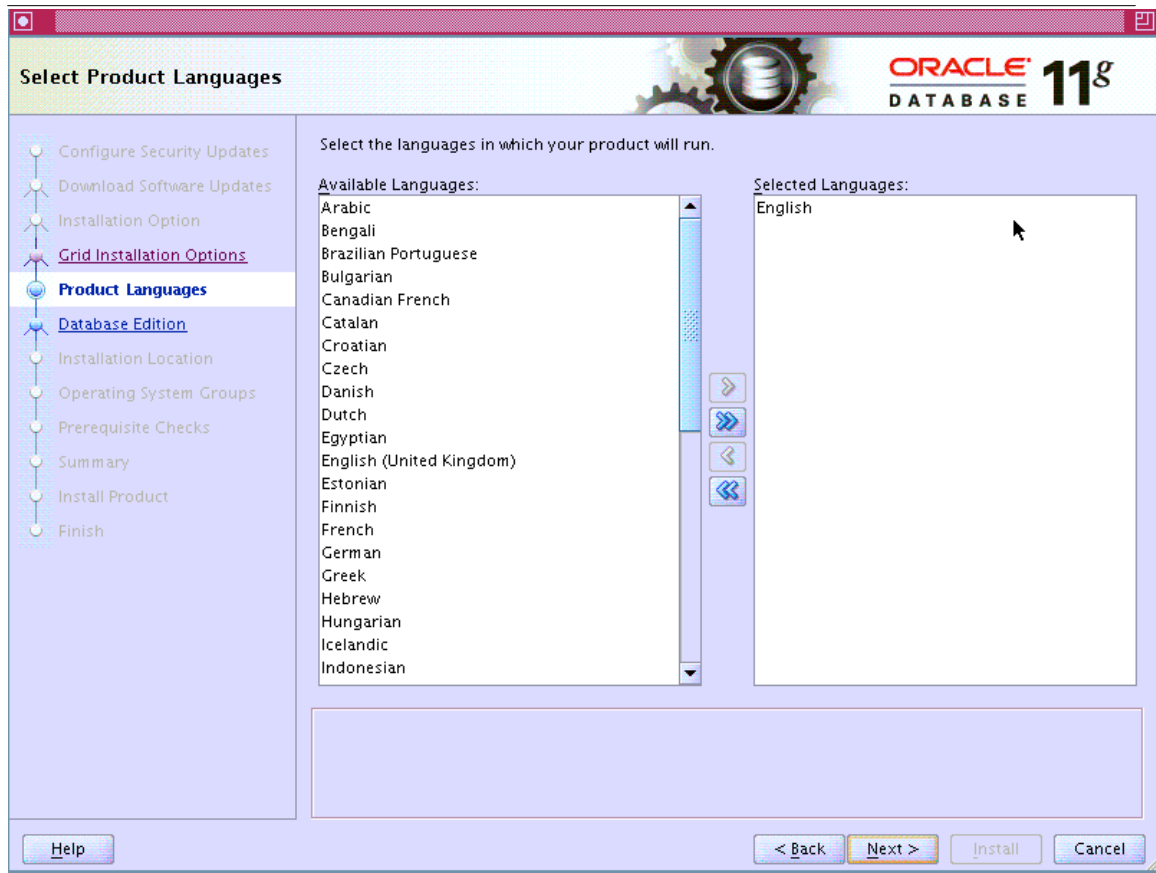 Select Product Languages
ORACLE DATABASE 11g
Configure Security Updates
Download Software Updates
Installation Option
Grid Installation Options
Product Languages
Database Edition
Installation Location
Operating System Groups
Prerequisite Checks
Summary
Install Product
Finish
Select the languages in which your product will run.
Available Languages:
Arabic
Bengali
Brazilian Portuguese
Bulgarian
Canadian French
Catalan
Croatian
Czech
Danish
Dutch
Egyptian
English (United Kingdom)
Estonian
Finnish
French
German
Greek
Hebrew
Hungarian
Icelandic
Indonesian
Selected Languages:
English
Help
< Back
Next >
Install
Cancel